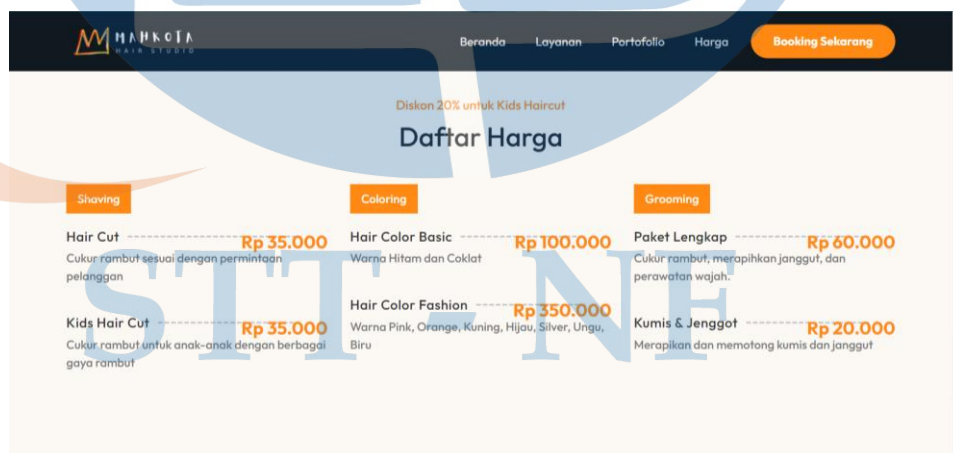 MAHKOTA
HAIR STUDIO
Beranda Layanan Portofolio Harga Booking Sekarang
Diskon 20% untuk Kids Haircut
Daftar Harga
Shaving
Hair Cut Rp 35.000
Cukur rambut sesuai dengan permintaan
pelanggan
Kids Hair Cut Rp 35.000
Cukur rambut untuk anak-anak dengan berbagai
gaya rambut
Coloring
Hair Color Basic Rp 100.000
Warna Hitam dan Coklat
Hair Color Fashion Rp 350.000
Warna Pink, Orange, Kuning, Hijau, Silver, Ungu,
Biru
Grooming
Paket Lengkap Rp 60.000
Cukur rambut, merapihkan janggut, dan
perawatan wajah.
Kumis & Jenggot Rp 20.000
Merapikan dan memotong kumis dan janggut
STT - NF